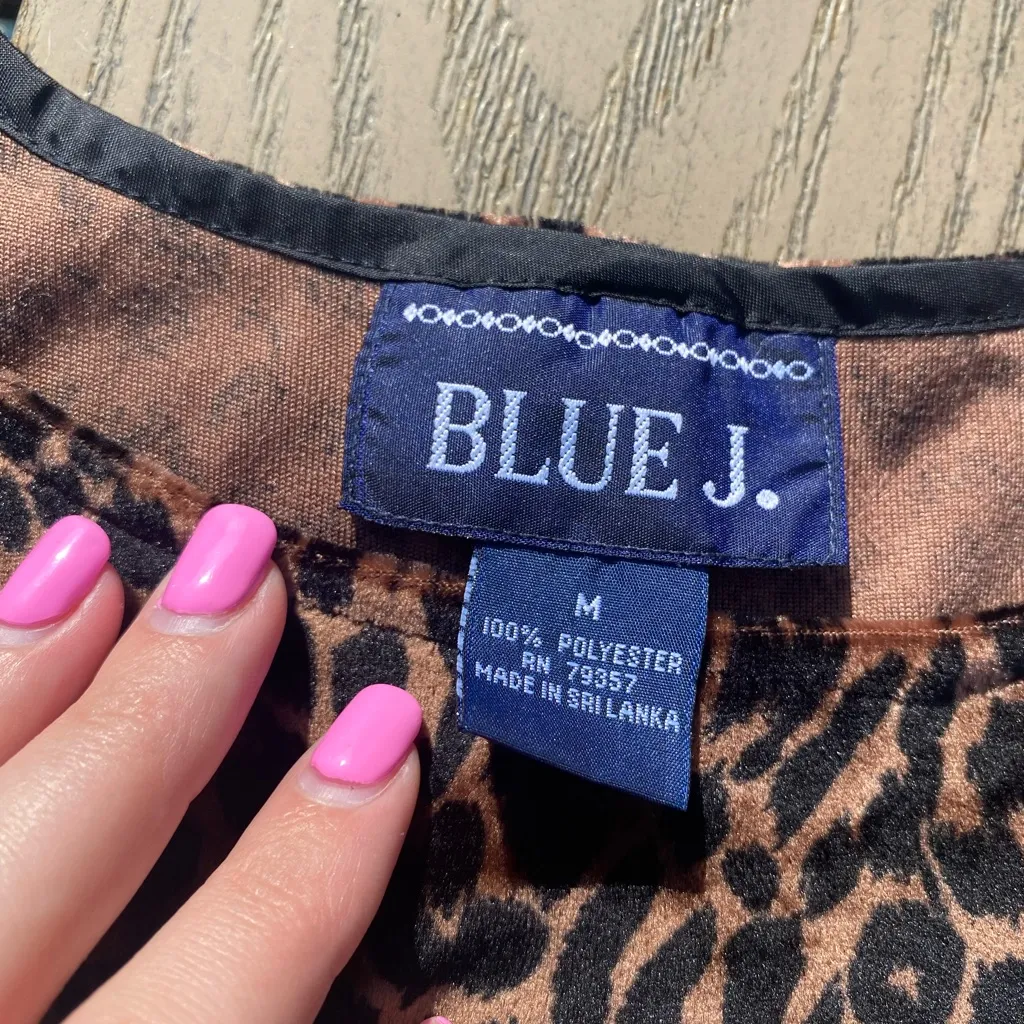 BLUE J.
M
100% POLYESTER
RN 79357
MADE IN SRI LANKA